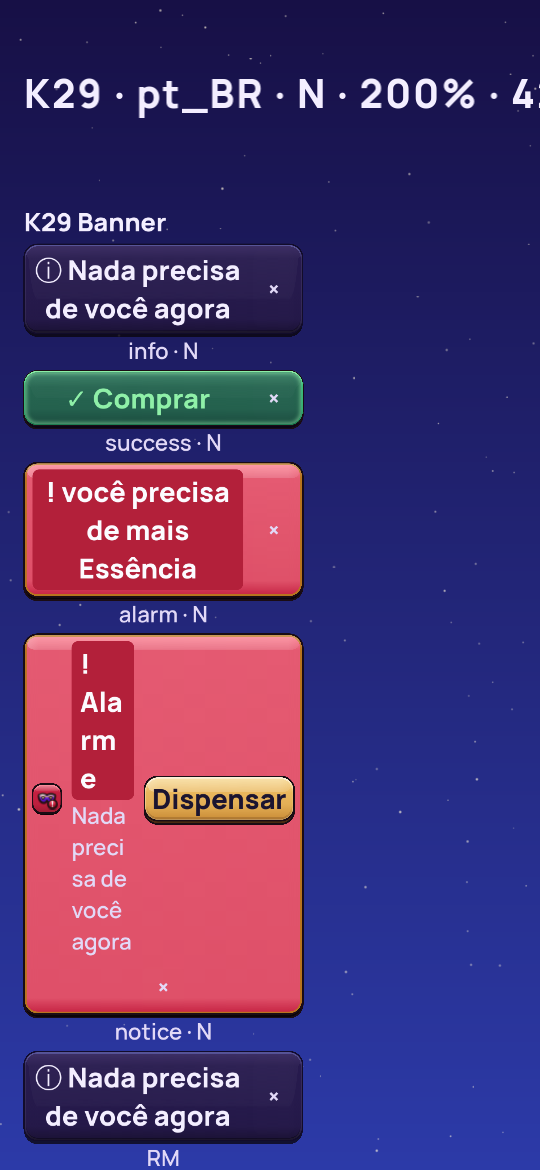 K29 · pt_BR · N · 200% · 4
K29 Banner
ⓘ Nada precisa
de você agora
×
info · N
✓ Comprar
×
success · N
! você precisa
de mais
Essência
×
alarm · N
!
Ala
rm
e
Nada
preci
sa de
você
agora
Dispensar
×
notice · N
ⓘ Nada precisa
de você agora
×
RM